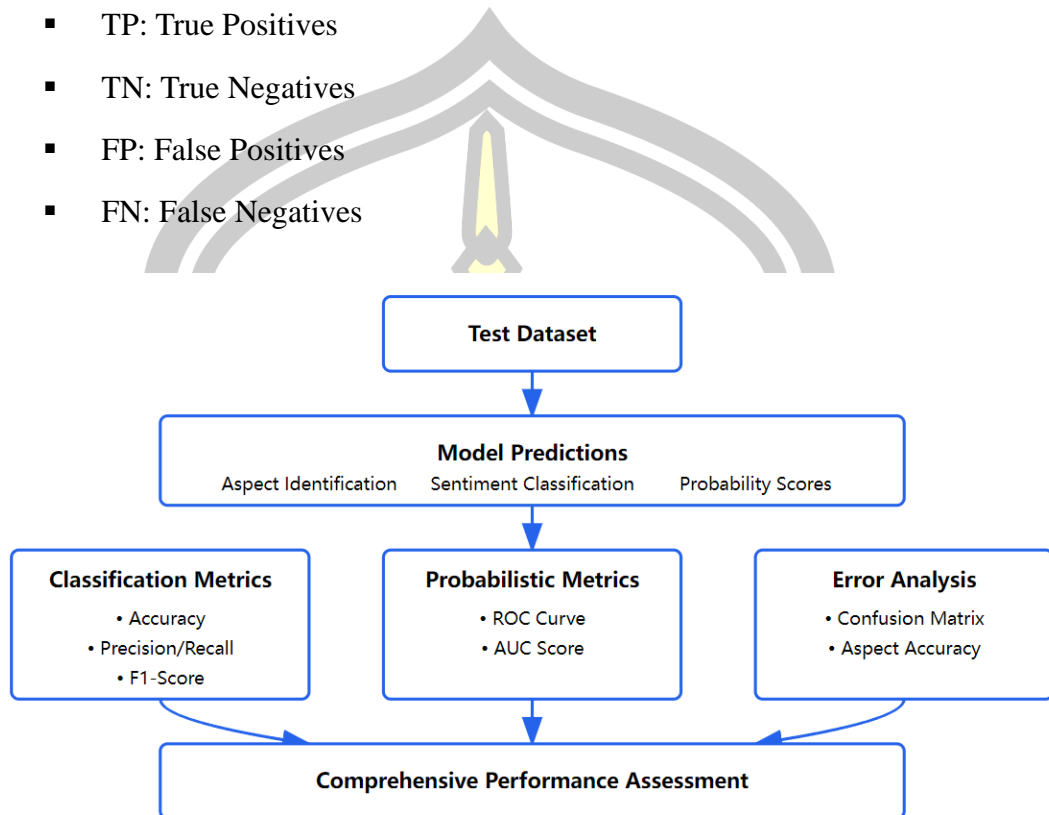 ▪ TP: True Positives
▪ TN: True Negatives
▪ FP: False Positives
▪ FN: False Negatives
Test Dataset
Model Predictions
Aspect Identification Sentiment Classification Probability Scores
Classification Metrics
• Accuracy
• Precision/Recall
• F1-Score
Probabilistic Metrics
• ROC Curve
• AUC Score
Error Analysis
• Confusion Matrix
• Aspect Accuracy
Comprehensive Performance Assessment